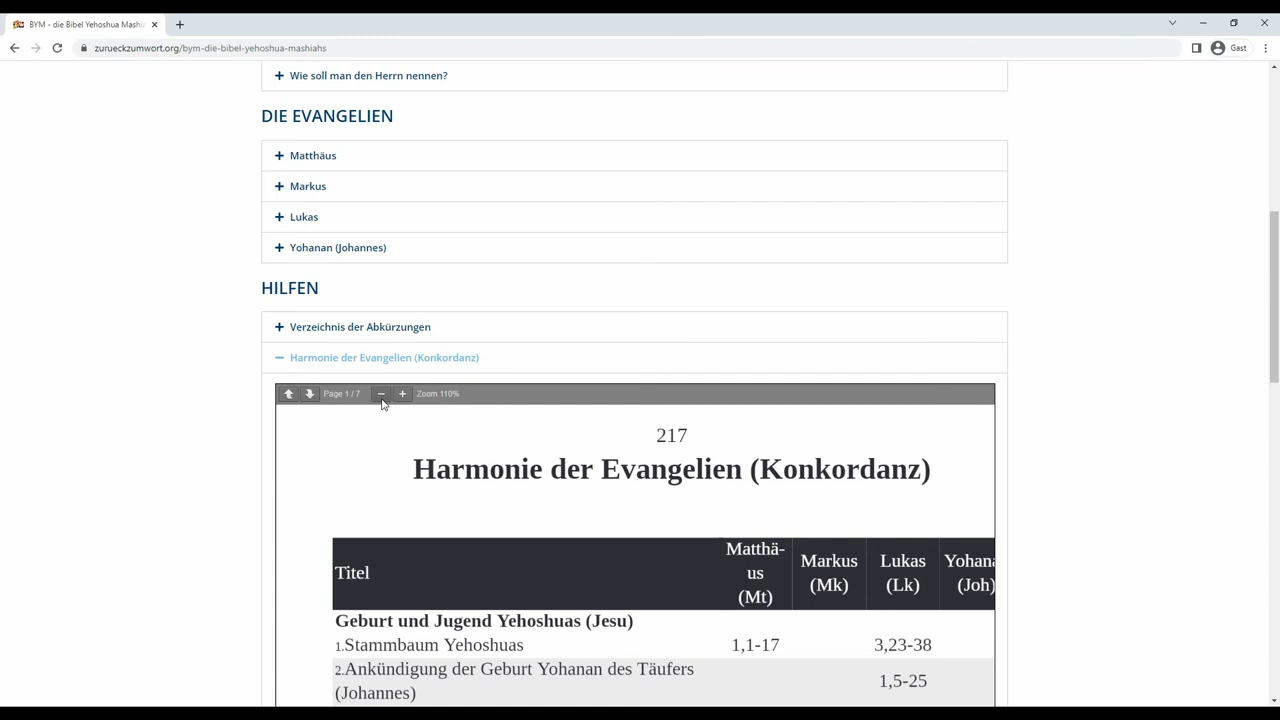 BYM - die Bibel Yehoshua Mashia
zurueckzumwort.org/bym-die-bibel-yehoshua-mashiahs
Gast
Wie soll man den Herrn nennen?
DIE EVANGELIEN
Matthäus
Markus
Lukas
Yohanan (Johannes)
HILFEN
Verzeichnis der Abkürzungen
Harmonie der Evangelien (Konkordanz)
Page 1 / 7 Zoom 110%
217
Harmonie der Evangelien (Konkordanz)
Titel Matthä-
us
(Mt) Markus
(Mk) Lukas
(Lk) Yohana
(Joh)
Geburt und Jugend Yehoshuas (Jesu)
1.Stammbaum Yehoshuas 1,1-17 3,23-38
2.Ankündigung der Geburt Yohanan des Täufers
(Johannes) 1,5-25